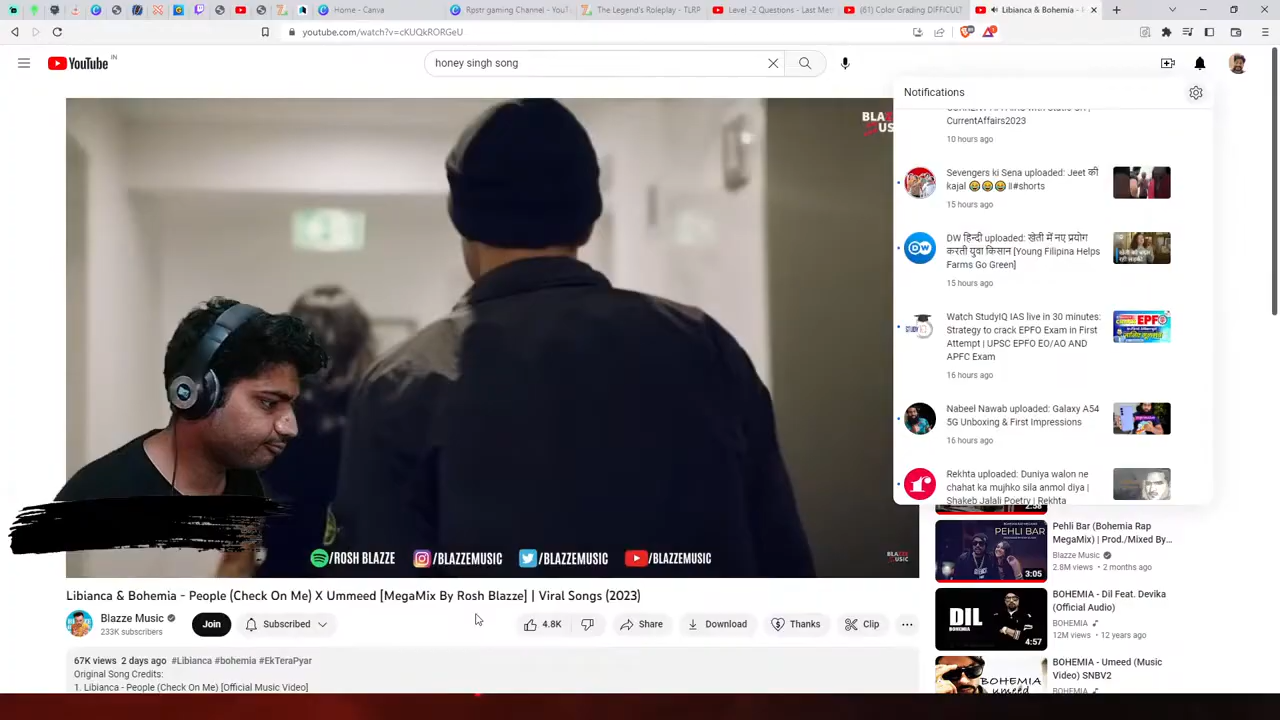 Home - Canva
Rpstr gaming Channel - YouT
The Legend's Roleplay - TLRP
Level -2 Questions - Last Me
(61) Color Grading DIFFICULT
Libianca & Bohemia -
youtube.com/watch?v=cKUQkRORGeU
YouTube IN
honey singh song
Notifications
CurrentAffairs2023
10 hours ago
Sevengers ki Sena uploaded: Jeet की
kajal 😂😂😂 ll#shorts
15 hours ago
DW हिन्दी uploaded: खेती में नए प्रयोग
करती युवा किसान [Young Filipina Helps
Farms Go Green]
15 hours ago
Watch StudyIQ IAS live in 30 minutes:
Strategy to crack EPFO Exam in First
Attempt | UPSC EPFO EO/AO AND
APFC Exam
16 hours ago
Nabeel Nawab uploaded: Galaxy A54
5G Unboxing & First Impressions
16 hours ago
Rekhta uploaded: Duniya walon ne
chahat ka mujhko sila anmol diya |
Shakeb Jalali Poetry | Rekhta
/ROSH BLAZZE
/BLAZZEMUSIC
/BLAZZEMUSIC
/BLAZZEMUSIC
Libianca & Bohemia - People (Check On Me) X Ummeed [MegaMix By Rosh Blazze] | Viral Songs (2023)
Blazze Music
233K subscribers
Join
Subscribed
4.8K
Share
Download
Thanks
Clip
67K views 2 days ago #Libianca #bohemia #EkTeraPyar
Original Song Credits:
1. Libianca - People (Check On Me) [Official Music Video]
2:58
Pehli Bar (Bohemia Rap
MegaMix) | Prod./Mixed By...
Blazze Music
2.8M views • 2 months ago
PEHLI BAR
3:05
BOHEMIA - Dil Feat. Devika
(Official Audio)
BOHEMIA
12M views • 12 years ago
DIL
BOHEMIA
4:57
BOHEMIA - Umeed (Music
Video) SNBV2
BOHEMIA
BOHEMIA
umeed